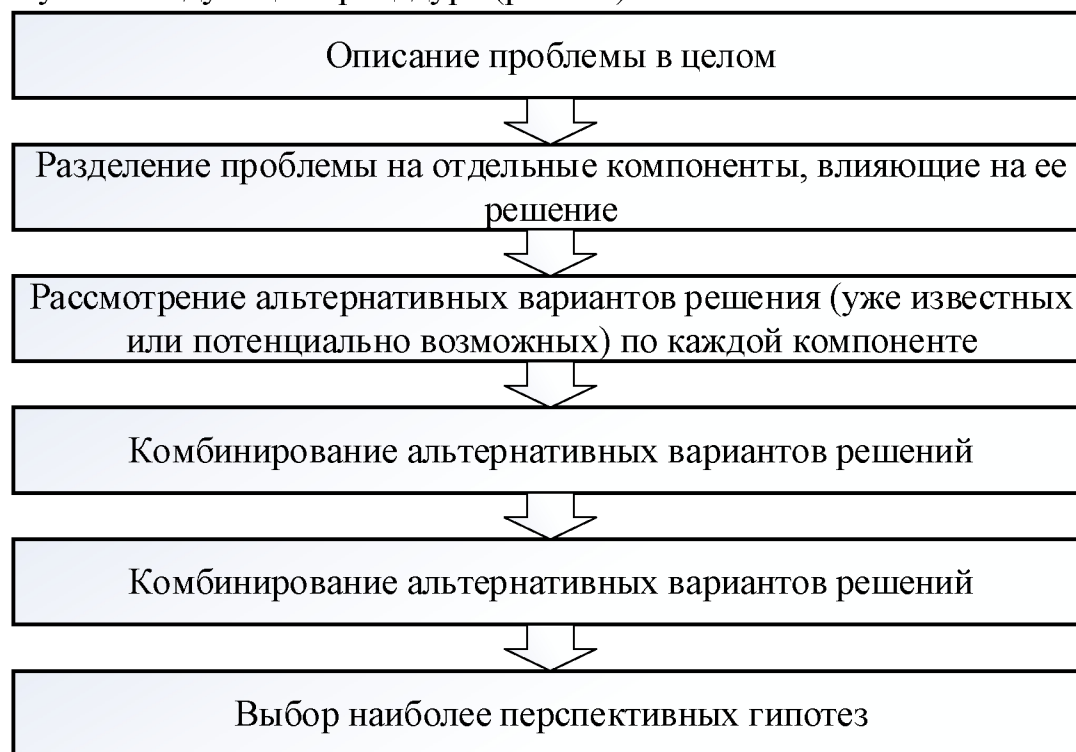 Описание проблемы в целом
Разделение проблемы на отдельные компоненты, влияющие на ее
решение
Рассмотрение альтернативных вариантов решения (уже известных
или потенциально возможных) по каждой компоненте
Комбинирование альтернативных вариантов решений
Комбинирование альтернативных вариантов решений
Выбор наиболее перспективных гипотез